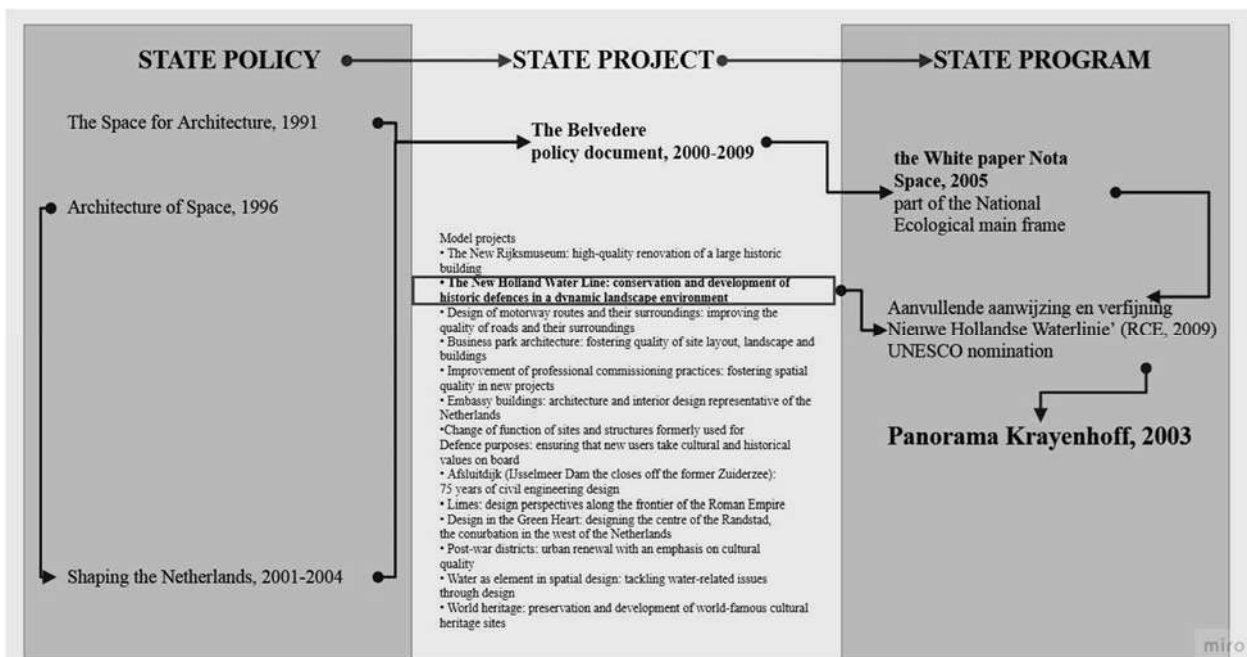 STATE POLICY
STATE PROJECT
STATE PROGRAM
The Space for Architecture, 1991
Architecture of Space, 1996
Shaping the Netherlands, 2001-2004
The Belvedere
policy document, 2000-2009
Model projects
• The New Rijksmuseum: high-quality renovation of a large historic
building
• The New Holland Water Line: conservation and development of
historic defences in a dynamic landscape environment
• Design of motorway routes and their surroundings: improving the
quality of roads and their surroundings
• Business park architecture: fostering quality of site layout, landscape and
buildings
• Improvement of professional commissioning practices: fostering spatial
quality in new projects
• Embassy buildings: architecture and interior design representative of the
Netherlands
•Change of function of sites and structures formerly used for
Defence purposes: ensuring that new users take cultural and historical
values on board
• Afsluitdijk (IJsselmeer Dam the closes off the former Zuiderzee):
75 years of civil engineering design
• Limes: design perspectives along the frontier of the Roman Empire
• Design in the Green Heart: designing the centre of the Randstad,
the conurbation in the west of the Netherlands
• Post-war districts: urban renewal with an emphasis on cultural
quality
• Water as element in spatial design: tackling water-related issues
through design
• World heritage: preservation and development of world-famous cultural
heritage sites
the White paper Nota
Space, 2005
part of the National
Ecological main frame
Aanvullende aanwijzing en verfijning
Nieuwe Hollandse Waterlinie’ (RCE, 2009)
UNESCO nomination
Panorama Krayenhoff, 2003
miro